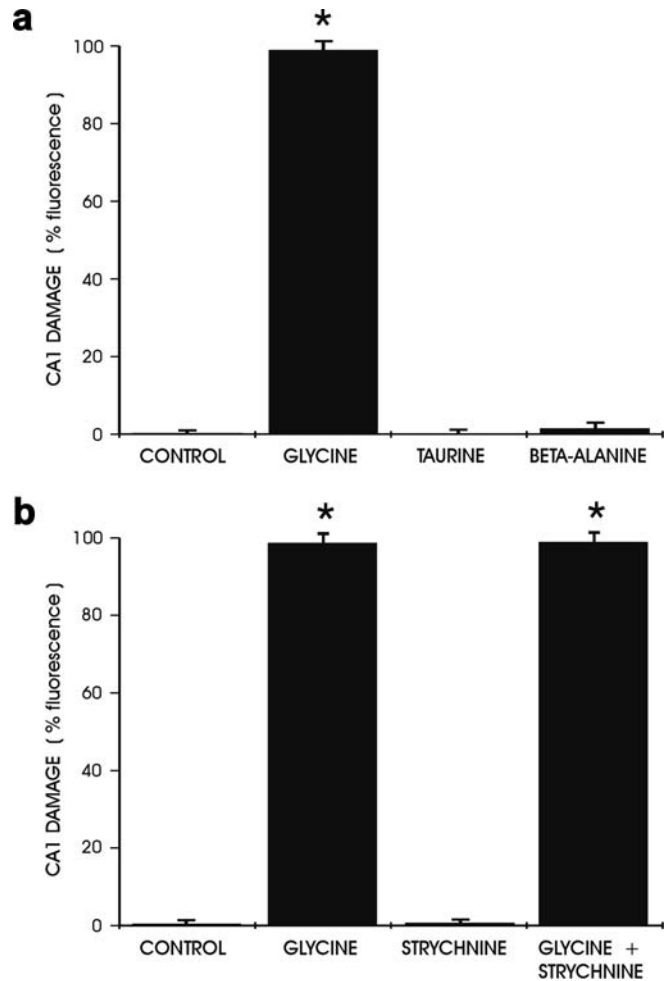 a
*
100
80
60
40
20
0
CA1 DAMAGE ( % fluorescence )
CONTROL GLYCINE TAURINE BETA-ALANINE
b
* *
100
80
60
40
20
0
CA1 DAMAGE ( % fluorescence )
CONTROL GLYCINE STRYCHNINE GLYCINE +
STRYCHNINE